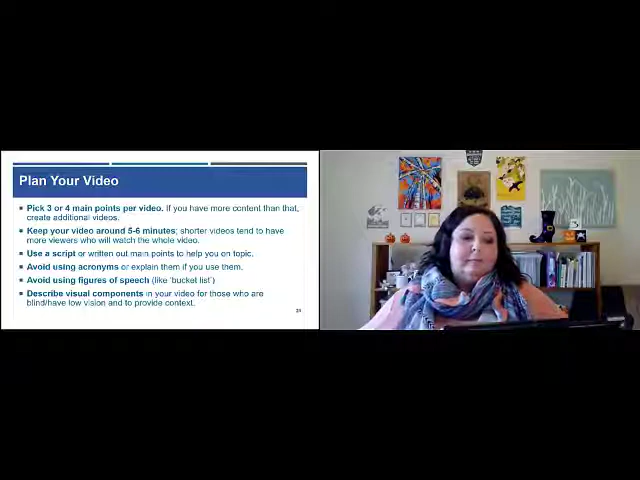 Plan Your Video
Pick 3 or 4 main points per video. If you have more content than that,
create additional videos.
Keep your video around 5-6 minutes; shorter videos tend to have
more viewers who will watch the whole video.
Use a script or written out main points to help you on topic.
Avoid using acronyms or explain them if you use them.
Avoid using figures of speech (like 'bucket list')
Describe visual components in your video for those who are
blind/have low vision and to provide context.